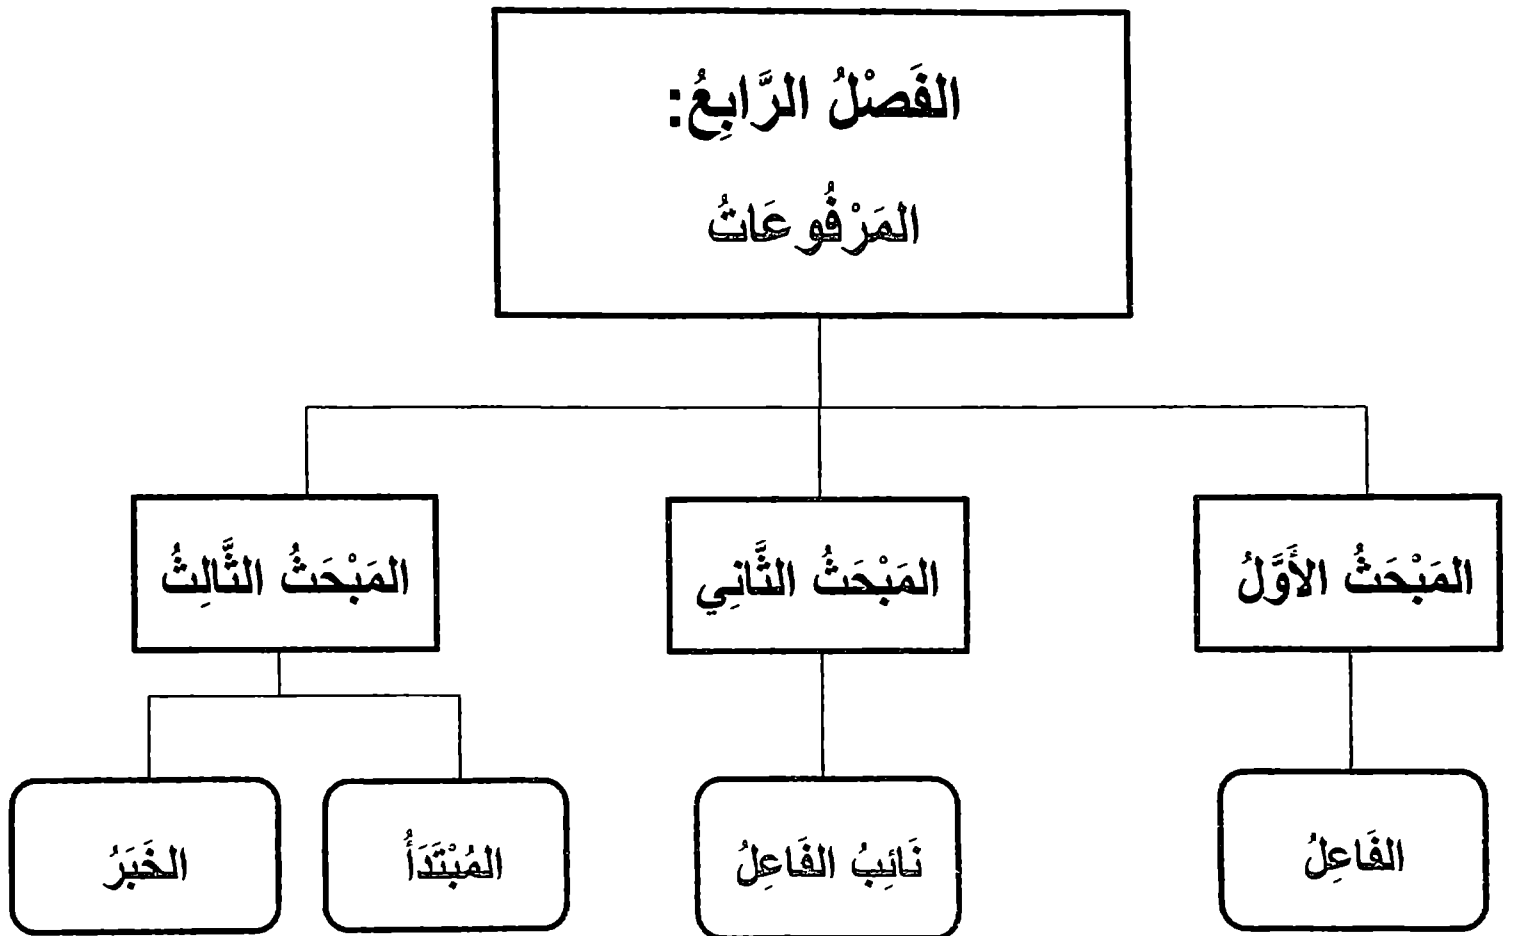 الفَصْلُ الرَّابِعُ:
المَرْفُوعَاتُ
المَبْحَثُ الأَوَّلُ
المَبْحَثُ الثَّانِي
المَبْحَثُ الثَّالِثُ
الفَاعِلُ
نَائِبُ الفَاعِلُ
المُبْتَدَأُ
الخَبَرُ